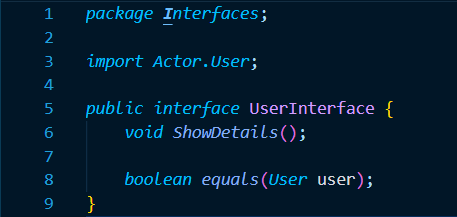 1 package Interfaces;
2
3 import Actor.User;
4
5 public interface UserInterface {
6 void ShowDetails();
7
8 boolean equals(User user);
9 }